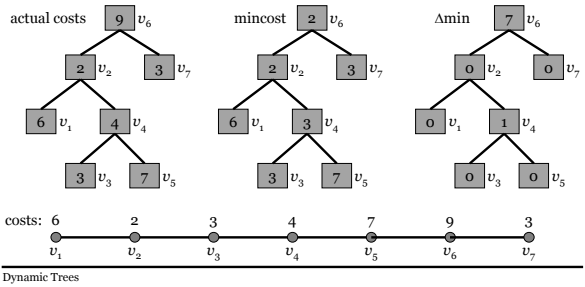 actual costs 9 v6 mincost 2 v6 Δmin 7 v6
2 v2 3 v7 2 v2 3 v7 0 v2 0 v7
6 v1 4 v4 6 v1 3 v4 0 v1 1 v4
3 v3 7 v5 3 v3 7 v5 0 v3 0 v5
costs: 6 2 3 4 7 9 3
v1 v2 v3 v4 v5 v6 v7
Dynamic Trees